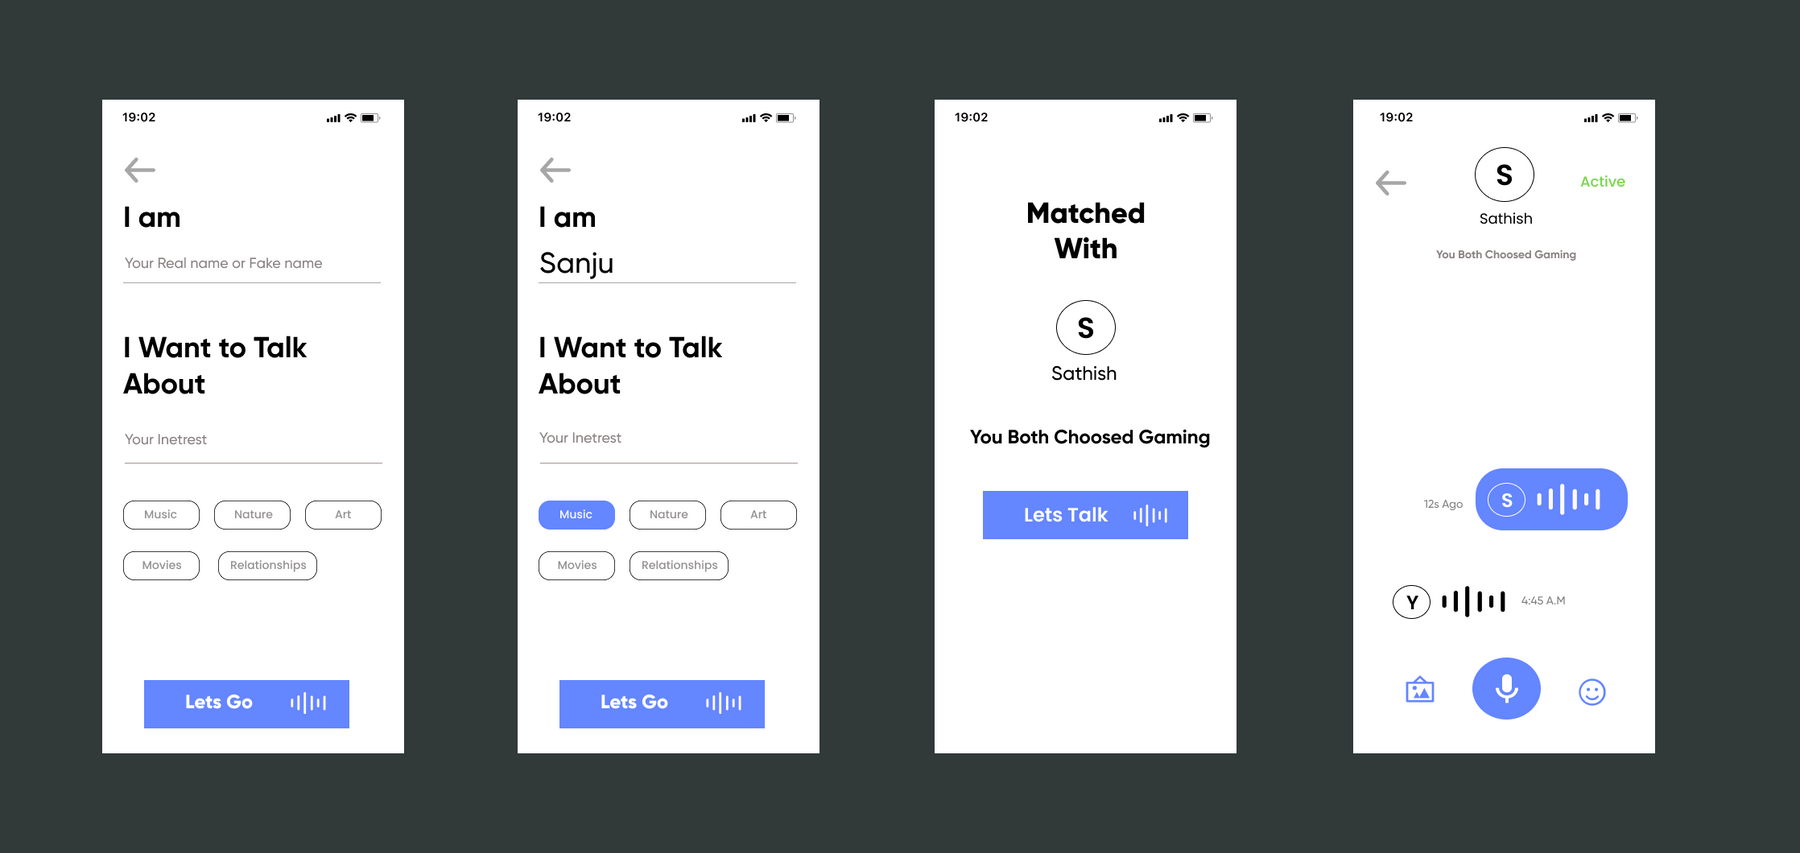 19:02
I am
Your Real name or Fake name
I Want to Talk
About
Your Inetrest
Music
Nature
Art
Movies
Relationships
Lets Go
19:02
I am
Sanju
I Want to Talk
About
Your Inetrest
Music
Nature
Art
Movies
Relationships
Lets Go
19:02
Matched
With
S
Sathish
You Both Choosed Gaming
Lets Talk
19:02
S
Active
Sathish
You Both Choosed Gaming
12s Ago
S
Y
4:45 A.M